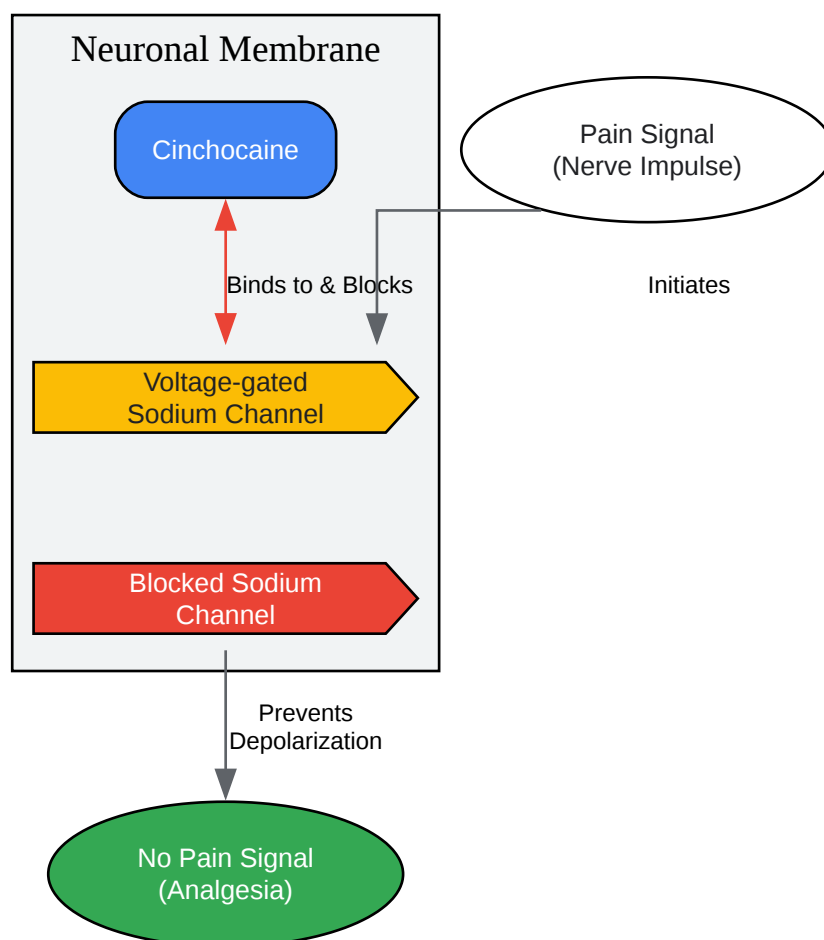 Neuronal Membrane
Cinchocaine
Pain Signal
(Nerve Impulse)
Binds to & Blocks
Initiates
Voltage-gated
Sodium Channel
Blocked Sodium
Channel
Prevents
Depolarization
No Pain Signal
(Analgesia)